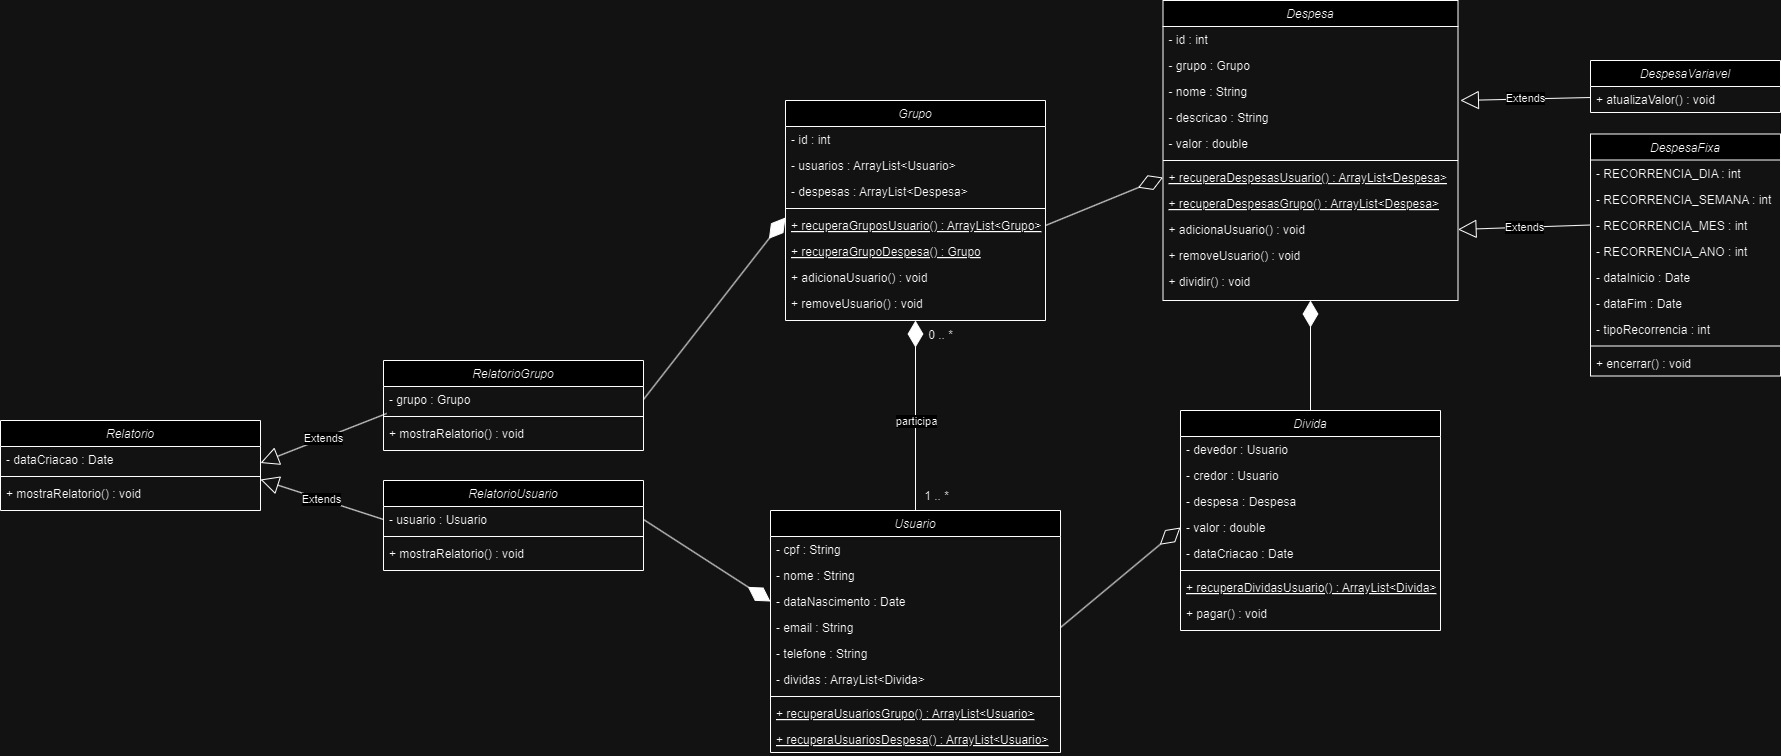 Despesa
- id : int
- grupo : Grupo
- nome : String
- descricao : String
- valor : double
+ recuperaDespesasUsuario() : ArrayList<Despesa>
+ recuperaDespesasGrupo() : ArrayList<Despesa>
+ adicionaUsuario() : void
+ removeUsuario() : void
+ dividir() : void
Extends
DespesaVariavel
+ atualizaValor() : void
Extends
DespesaFixa
- RECORRENCIA_DIA : int
- RECORRENCIA_SEMANA : int
- RECORRENCIA_MES : int
- RECORRENCIA_ANO : int
- dataInicio : Date
- dataFim : Date
- tipoRecorrencia : int
+ encerrar() : void
Grupo
- id : int
- usuarios : ArrayList<Usuario>
- despesas : ArrayList<Despesa>
+ recuperaGruposUsuario() : ArrayList<Grupo>
+ recuperaGrupoDespesa() : Grupo
+ adicionaUsuario() : void
+ removeUsuario() : void
0 .. *
participa
1 .. *
RelatorioGrupo
- grupo : Grupo
+ mostraRelatorio() : void
Extends
Relatorio
- dataCriacao : Date
+ mostraRelatorio() : void
Extends
RelatorioUsuario
- usuario : Usuario
+ mostraRelatorio() : void
Usuario
- cpf : String
- nome : String
- dataNascimento : Date
- email : String
- telefone : String
- dividas : ArrayList<Divida>
+ recuperaUsuariosGrupo() : ArrayList<Usuario>
+ recuperaUsuariosDespesa() : ArrayList<Usuario>
Divida
- devedor : Usuario
- credor : Usuario
- despesa : Despesa
- valor : double
- dataCriacao : Date
+ recuperaDividasUsuario() : ArrayList<Divida>
+ pagar() : void